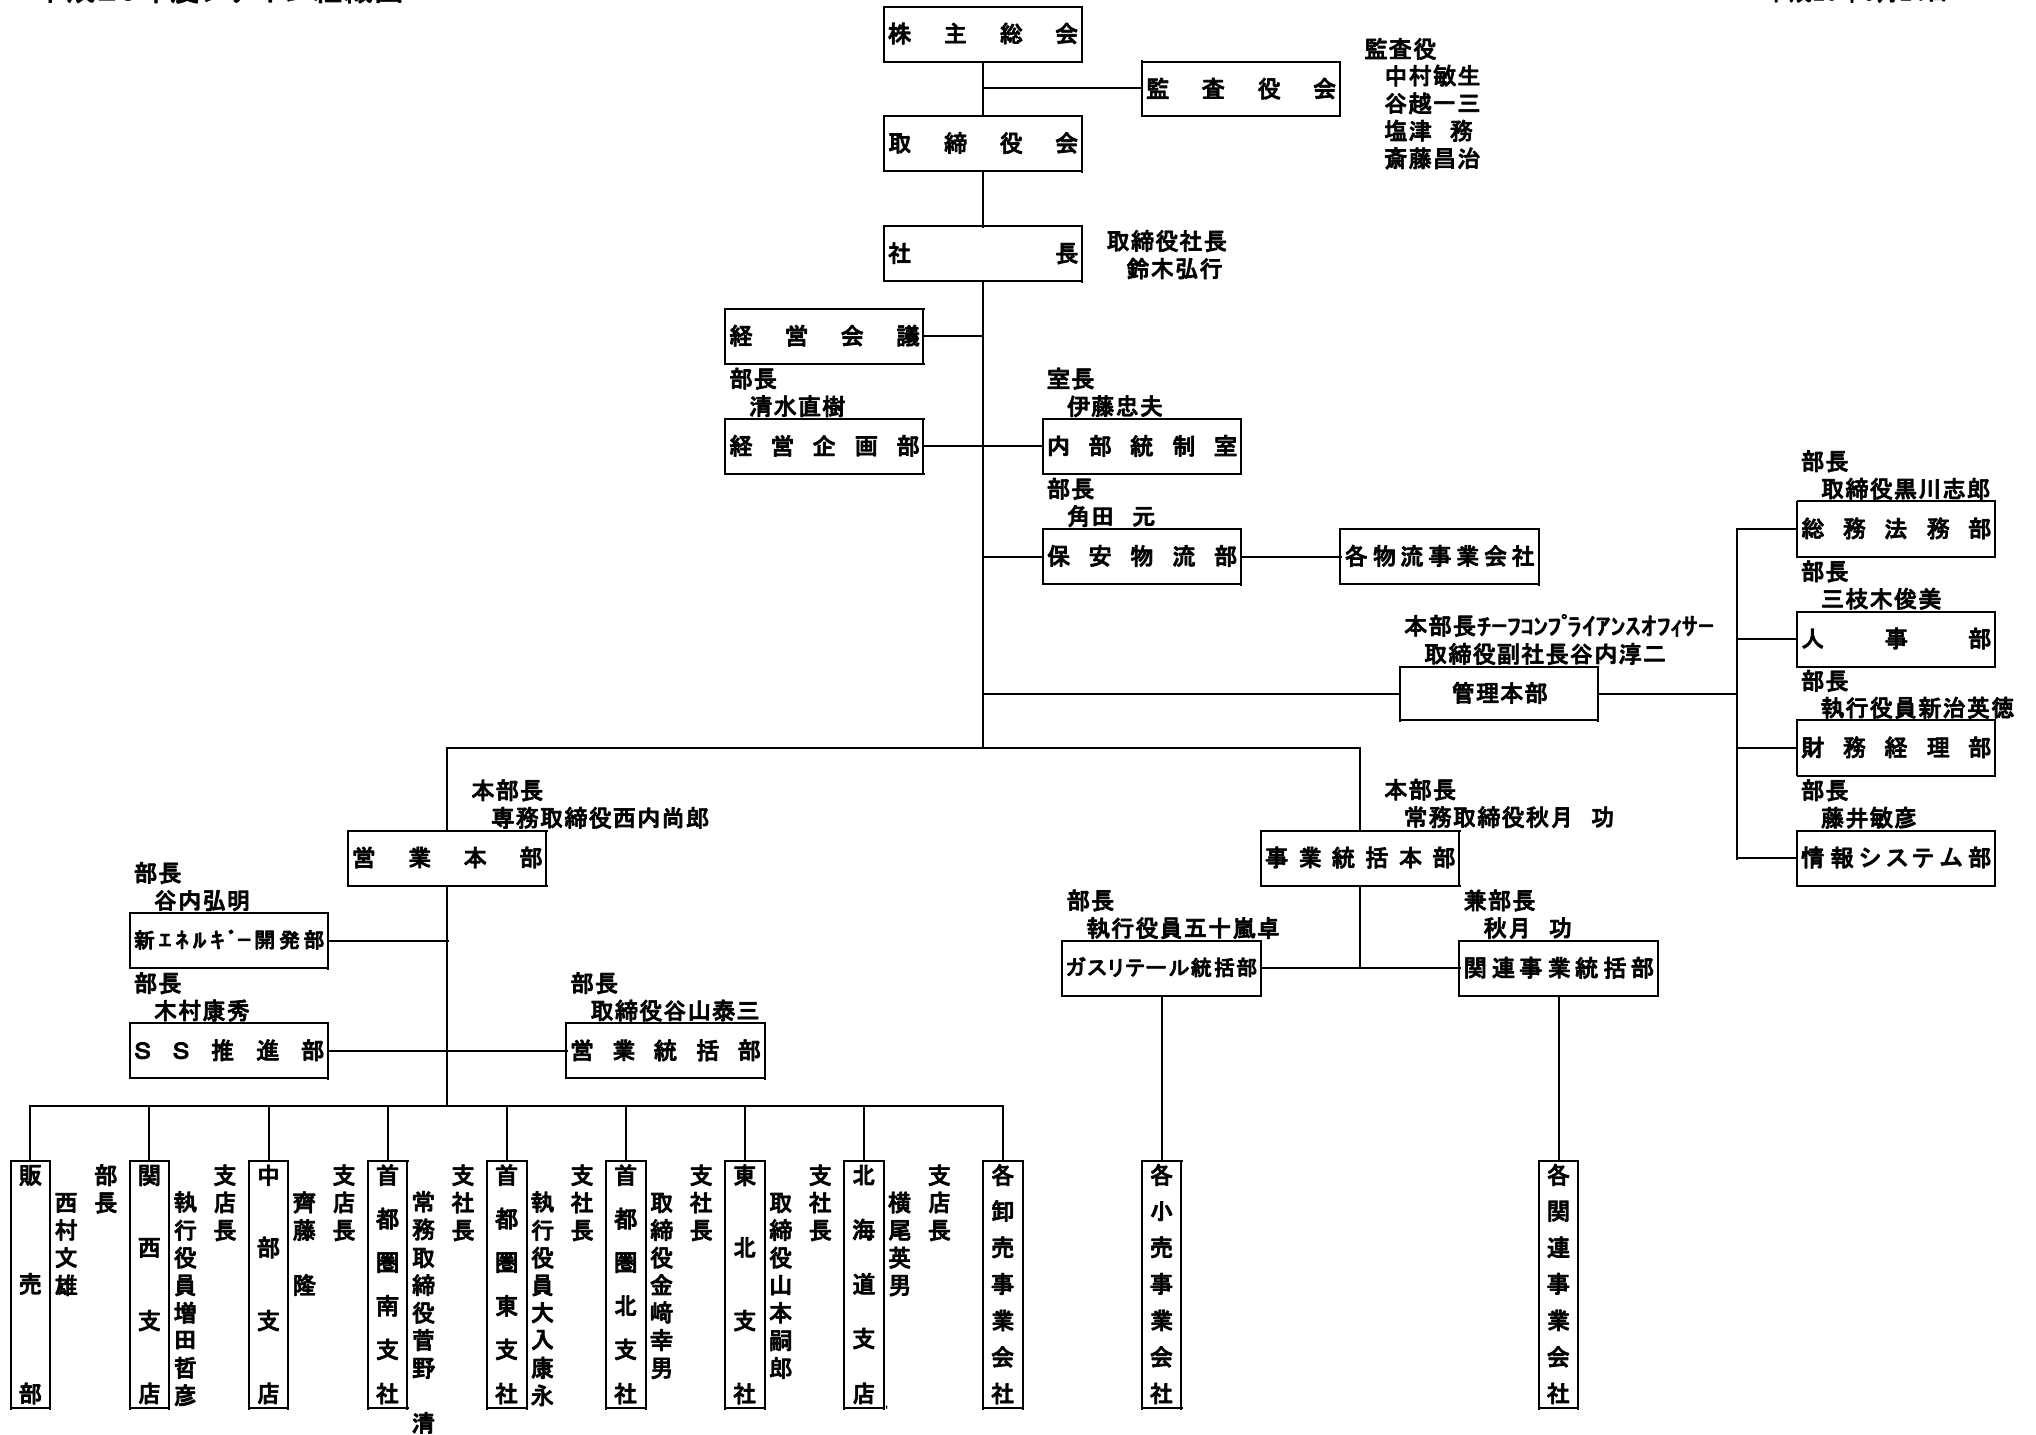 株主総会
監査役会
監査役
中村敏生
谷越一三
塩津 務
斎藤昌治
取締役会
社長
取締役社長
鈴木弘行
経営会議
部長
清水直樹
経営企画部
室長
伊藤忠夫
内部統制室
部長
角田 元
保安物流部
各物流事業会社
本部長チーフコンプライアンスオフィサー
取締役副社長谷内淳二
管理本部
部長
取締役黒川志郎
総務法務部
部長
三枝木俊美
人事部
部長
執行役員新治英徳
財務経理部
部長
藤井敏彦
情報システム部
本部長
専務取締役西内尚郎
営業本部
部長
谷内弘明
新エネルギー開発部
部長
木村康秀
SS推進部
部長
取締役谷山泰三
営業統括部
本部長
常務取締役秋月 功
事業統括本部
部長
執行役員五十嵐卓
ガスリテール統括部
兼部長
秋月 功
関連事業統括部
販売部
部長
西村文雄
関西支店
支店長
執行役員増田哲彦
中部支店
支店長
齊藤 隆
首都圏南支社
支社長
常務取締役菅野 清
首都圏東支社
支社長
執行役員大入康永
首都圏北支社
支社長
取締役金﨑幸男
東北支社
支社長
取締役山本嗣郎
北海道支店
支店長
横尾英男
各卸売事業会社
各小売事業会社
各関連事業会社